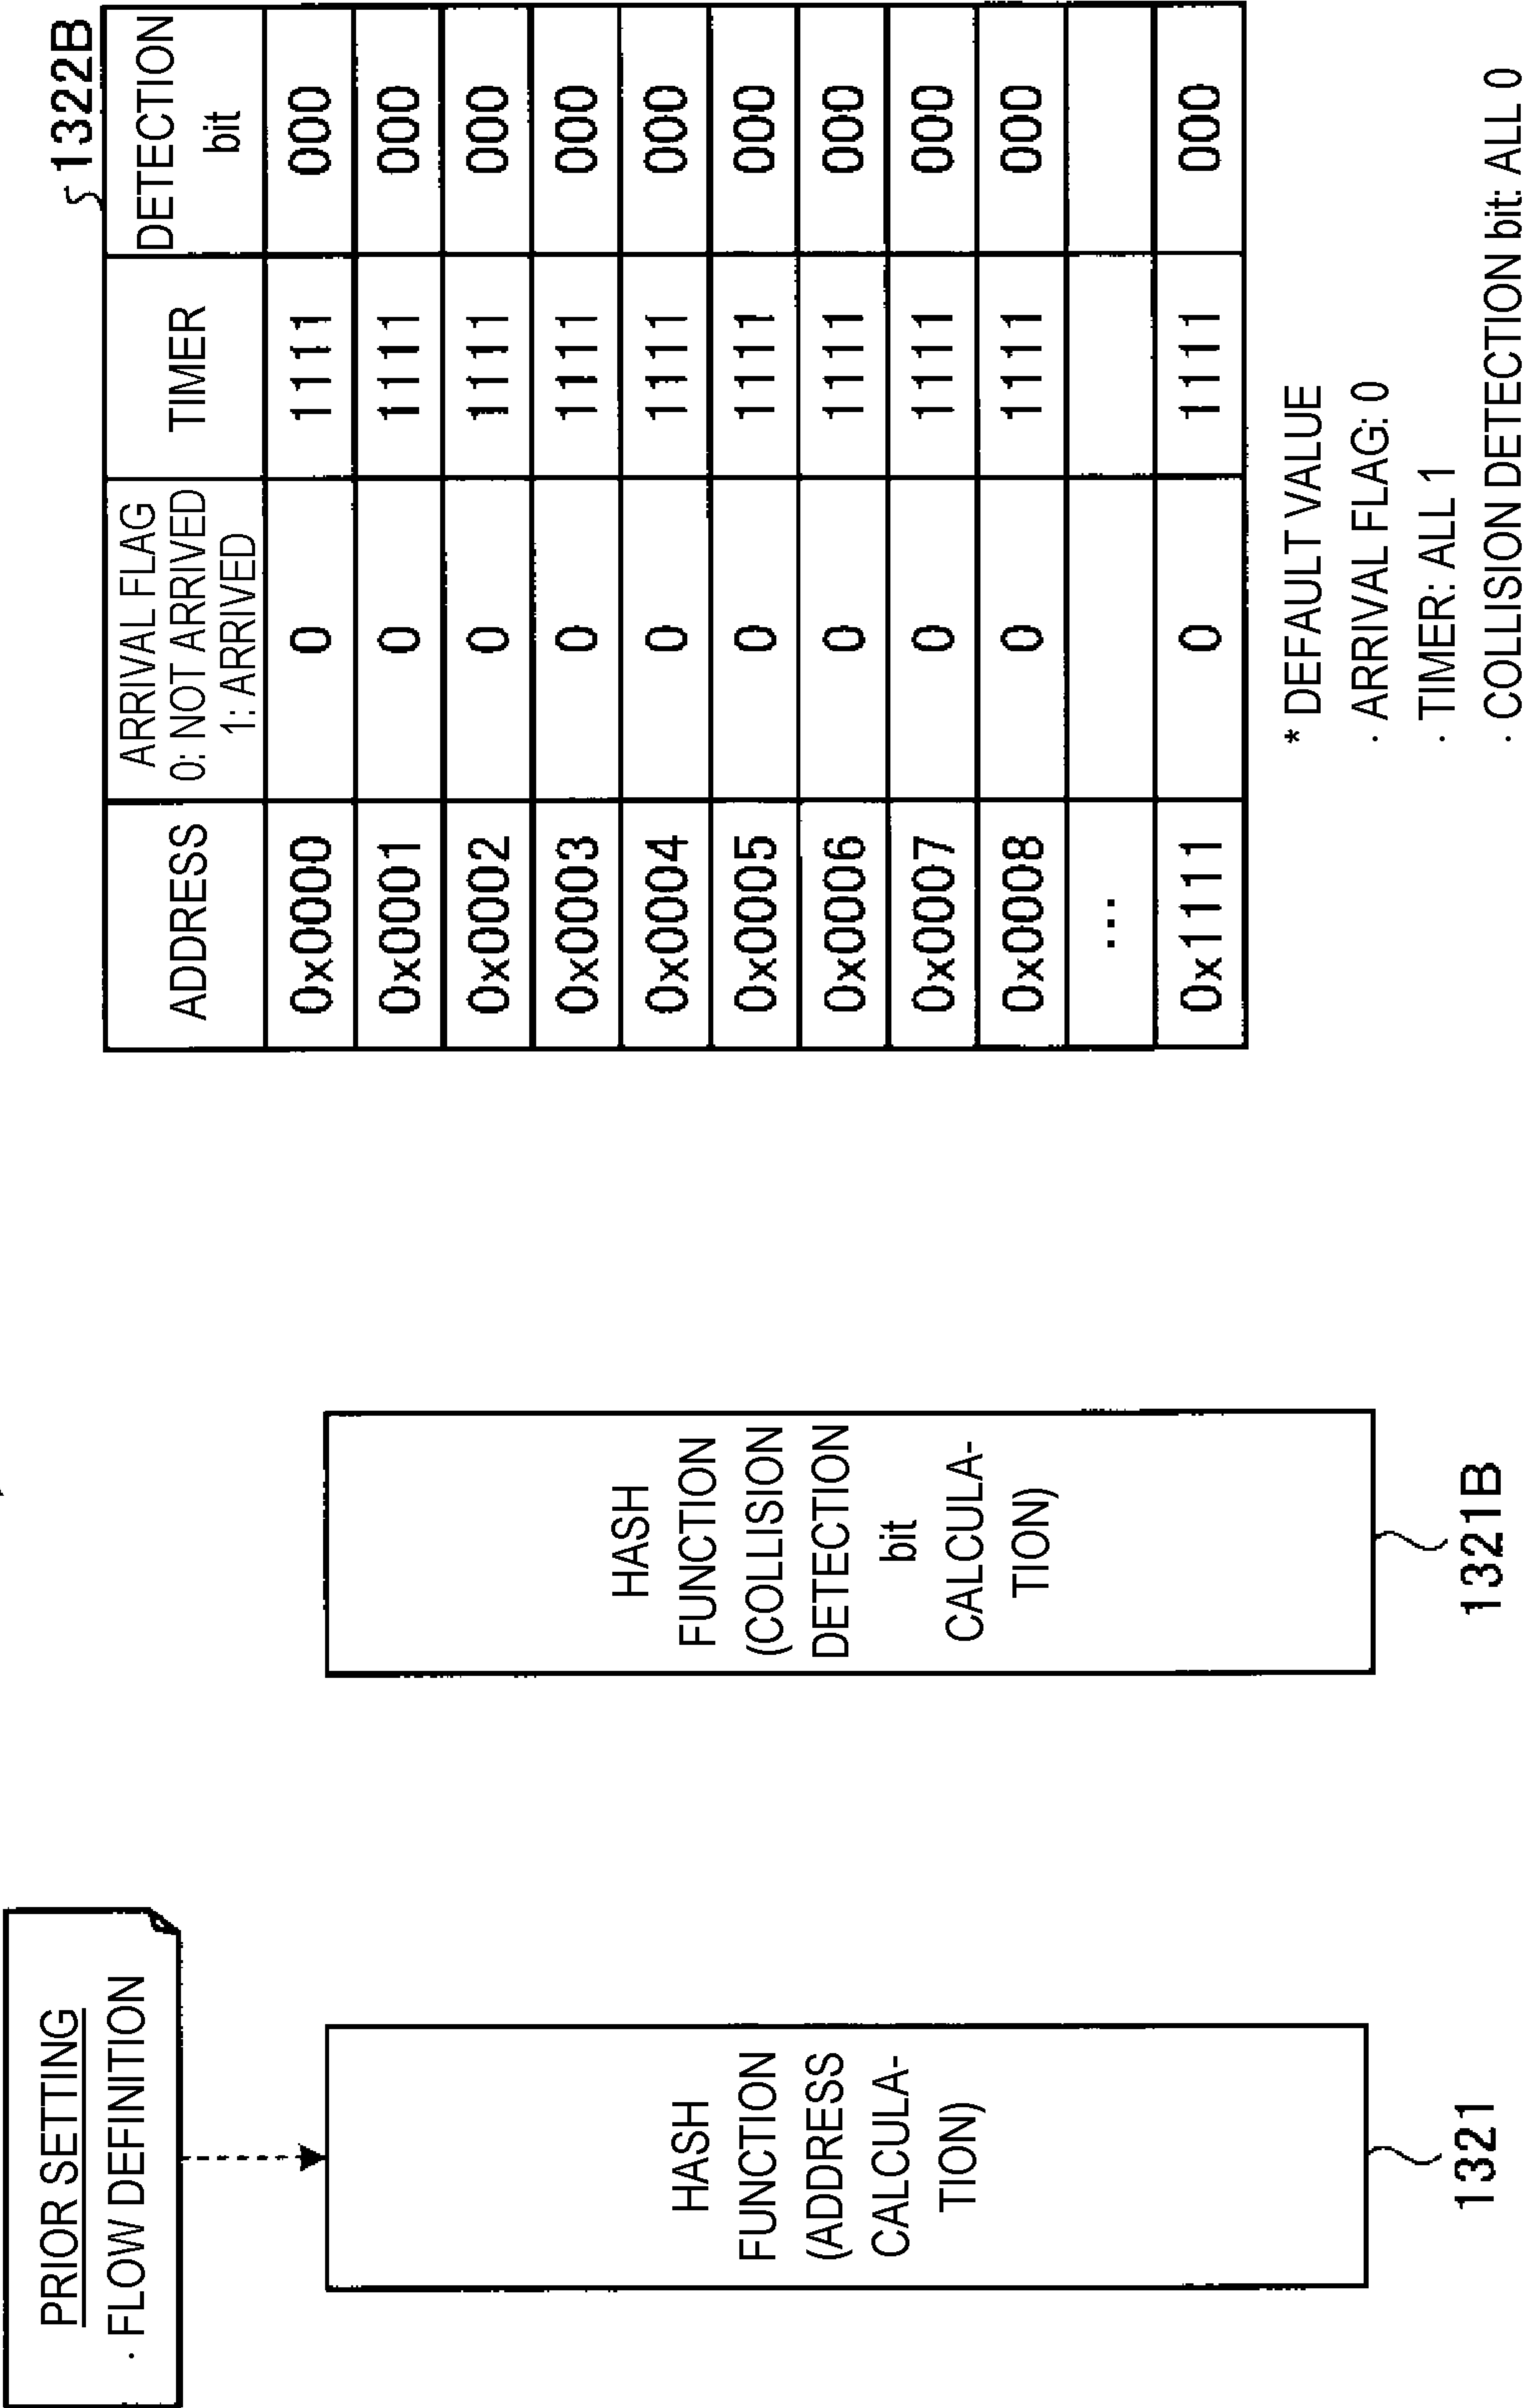 PRIOR SETTING
· FLOW DEFINITION
HASH
FUNCTION
(ADDRESS
CALCULA-
TION)
1321
HASH
FUNCTION
(COLLISION
DETECTION
bit
CALCULA-
TION)
1321B
1322B
ADDRESS ARRIVAL FLAG 0: NOT ARRIVED 1: ARRIVED TIMER DETECTION bit
0x0000 0 1111 000
0x0001 0 1111 000
0x0002 0 1111 000
0x0003 0 1111 000
0x0004 0 1111 000
0x0005 0 1111 000
0x0006 0 1111 000
0x0007 0 1111 000
0x0008 0 1111 000
...
0x1111 0 1111 000
* DEFAULT VALUE
· ARRIVAL FLAG: 0
· TIMER: ALL 1
· COLLISION DETECTION bit: ALL 0